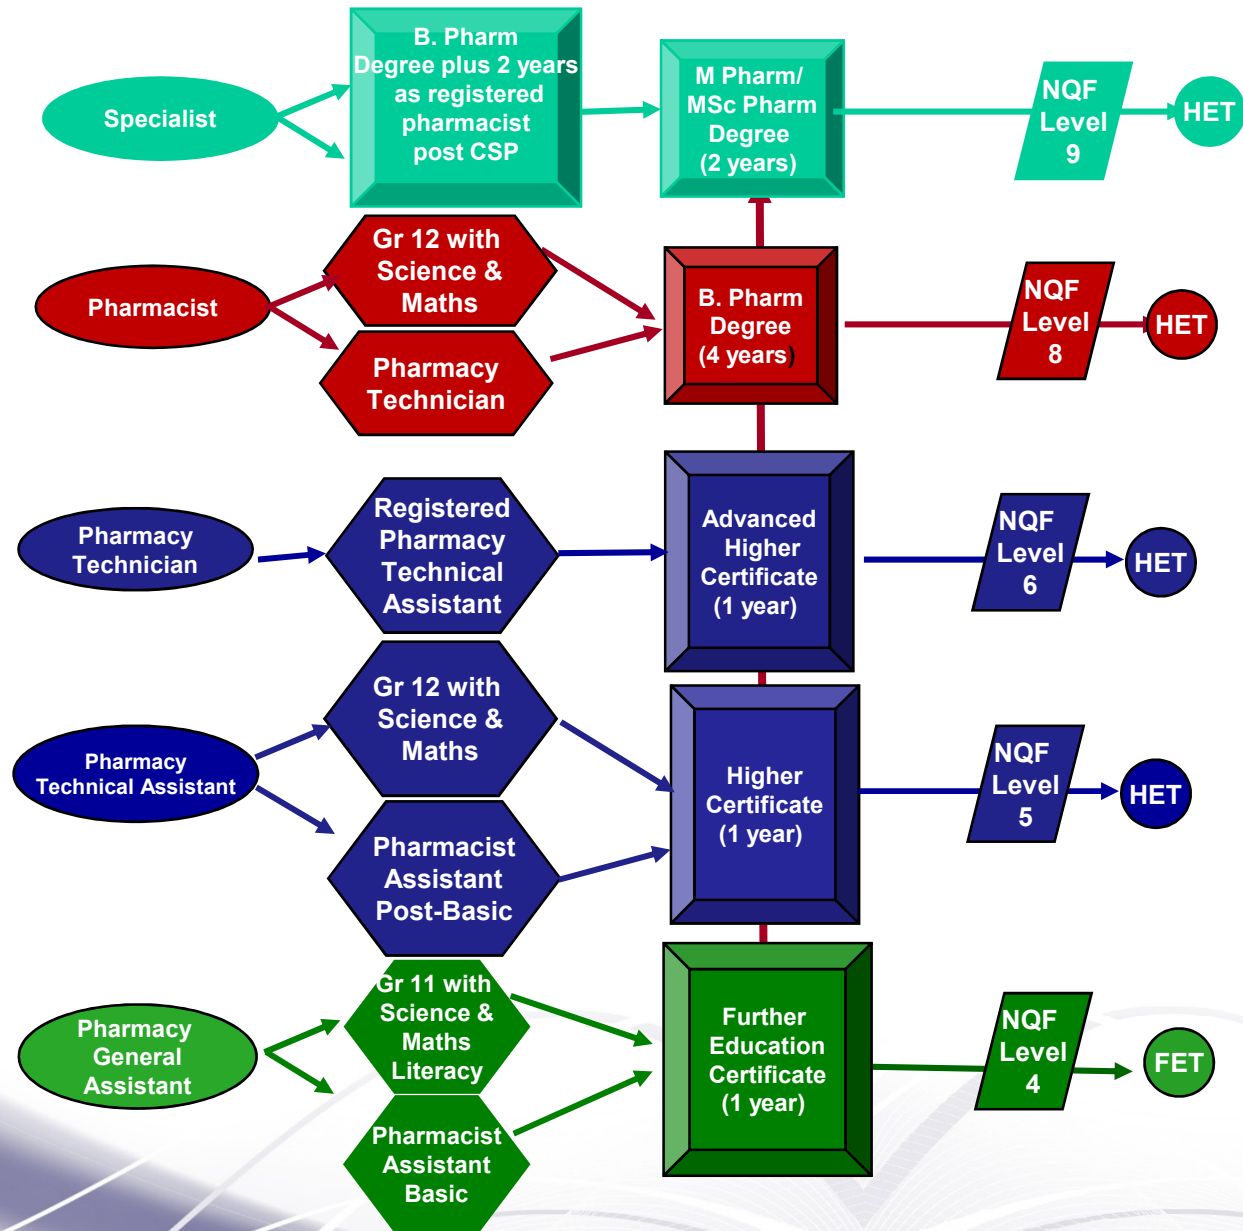 Specialist
B. Pharm
Degree plus 2 years
as registered
pharmacist
post CSP
M Pharm/
MSc Pharm
Degree
(2 years)
NQF
Level
9
HET
Pharmacist
Gr 12 with
Science &
Maths
Pharmacy
Technician
B. Pharm
Degree
(4 years)
NQF
Level
8
HET
Pharmacy
Technician
Registered
Pharmacy
Technical
Assistant
Advanced
Higher
Certificate
(1 year)
NQF
Level
6
HET
Pharmacy
Technical Assistant
Gr 12 with
Science &
Maths
Pharmacist
Assistant
Post-Basic
Higher
Certificate
(1 year)
NQF
Level
5
HET
Pharmacy
General
Assistant
Gr 11 with
Science &
Maths
Literacy
Pharmacist
Assistant
Basic
Further
Education
Certificate
(1 year)
NQF
Level
4
FET